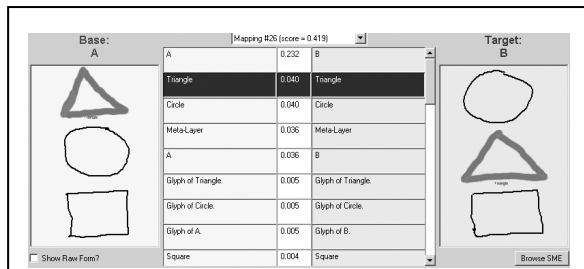 Base:
A
Mapping #26 (score = 0.419)
Target:
B
A 0.232 B
Triangle 0.040 Triangle
Circle 0.040 Circle
Meta-Layer 0.036 Meta-Layer
A 0.036 B
Glyph of Triangle. 0.005 Glyph of Triangle.
Glyph of Circle. 0.005 Glyph of Circle.
Glyph of A. 0.005 Glyph of B.
Square 0.004 Square
Triangle
Show Raw Form?
Browse SME